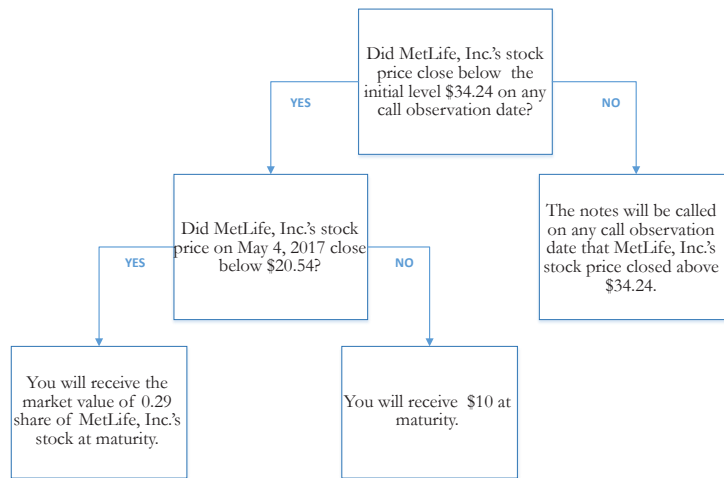 Did MetLife, Inc.'s stock
price close below the
initial level $34.24 on any
call observation date?
YES
NO
Did MetLife, Inc.'s stock
price on May 4, 2017 close
below $20.54?
The notes will be called
on any call observation
date that MetLife, Inc.'s
stock price closed above
$34.24.
YES
NO
You will receive the
market value of 0.29
share of MetLife, Inc.'s
stock at maturity.
You will receive $10 at
maturity.